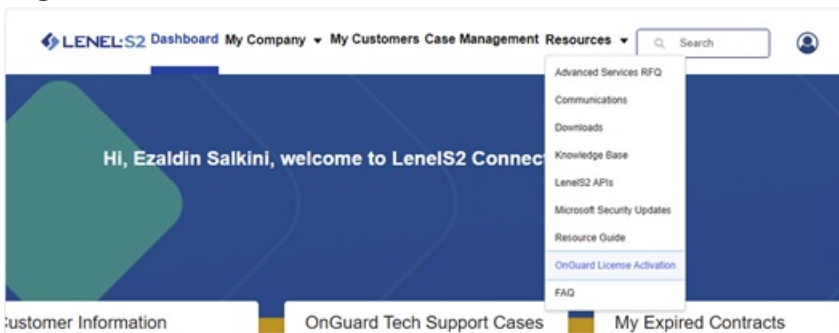 LENEL·S2 Dashboard My Company My Customers Case Management Resources Search
Advanced Services RFQ
Communications
Downloads
Hi, Ezaldin Salkini, welcome to LenelS2 Connec
Knowledge Base
LenelS2 APIs
Microsoft Security Updates
Resource Guide
OnGuard License Activation
FAQ
Customer Information OnGuard Tech Support Cases My Expired Contracts